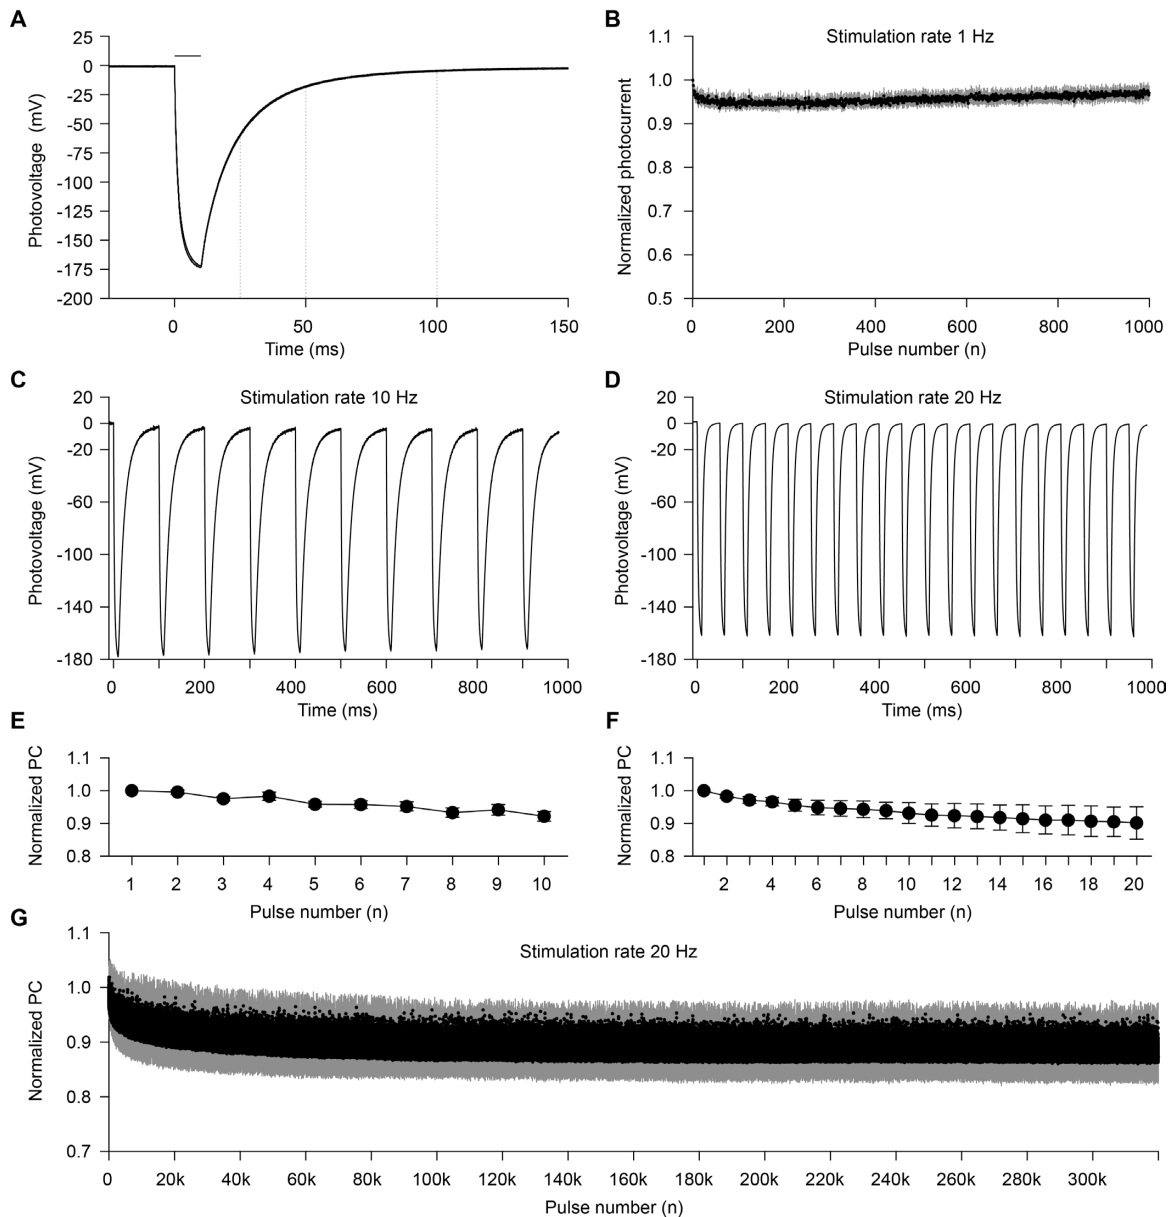 A
25
0
-25
-50
-75
-100
-125
-150
-175
-200
Photovoltage (mV)
0
50
100
150
Time (ms)
B
Stimulation rate 1 Hz
1.1
1.0
0.9
0.8
0.7
0.6
0.5
Normalized photocurrent
0
200
400
600
800
1000
Pulse number (n)
C
Stimulation rate 10 Hz
20
0
-20
-60
-100
-140
-180
Photovoltage (mV)
0
200
400
600
800
1000
Time (ms)
D
Stimulation rate 20 Hz
20
0
-20
-60
-100
-140
-180
Photovoltage (mV)
0
200
400
600
800
1000
Time (ms)
E
1.1
1.0
0.9
0.8
Normalized PC
1
2
3
4
5
6
7
8
9
10
Pulse number (n)
F
1.1
1.0
0.9
0.8
Normalized PC
2
4
6
8
10
12
14
16
18
20
Pulse number (n)
G
Stimulation rate 20 Hz
1.1
1.0
0.9
0.8
0.7
Normalized PC
0
20k
40k
60k
80k
100k
120k
140k
160k
180k
200k
220k
240k
260k
280k
300k
Pulse number (n)